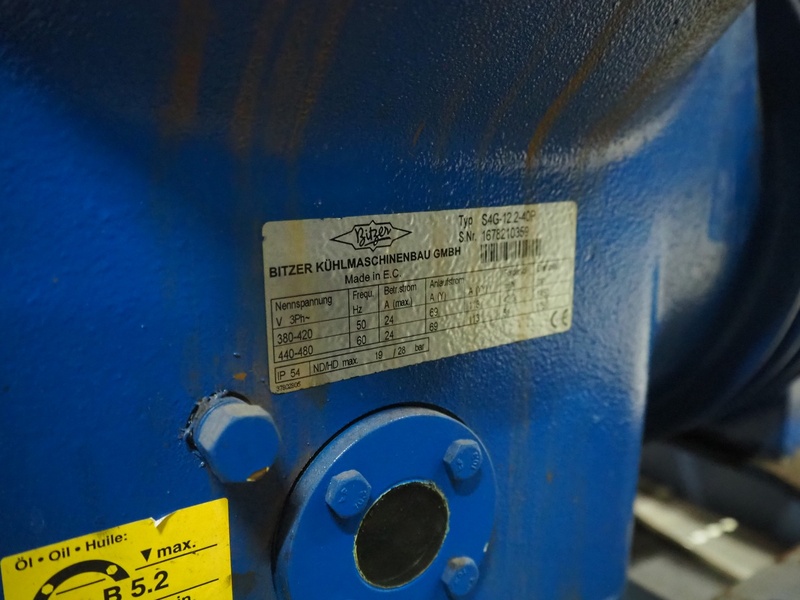 Bitzer
Typ S4G-12.2-40P
S.Nr. 1678210359
BITZER KÜHLMASCHINENBAU GMBH
Made in E.C
Nennspannung Frequ. Betr.strom Anlaufstrom
V 3Ph~ Hz A (max.) A (Y)
380-420 50 24 69
440-480 60 24 69
IP 54 ND/HD max. 19 / 28 bar
CE
Öl • Oil • Huile:
max.
B 5.2